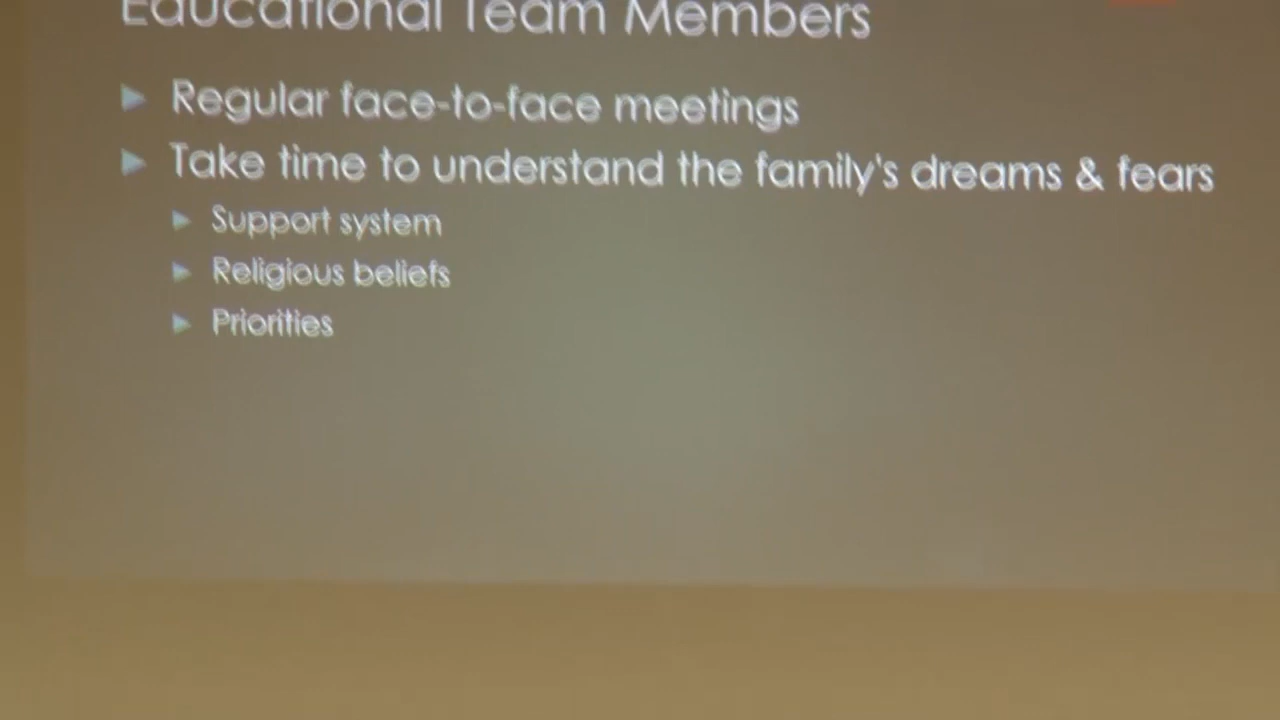 Educational Team Members
Regular face-to-face meetings
Take time to understand the family's dreams & fears
Support system
Religious beliefs
Priorities